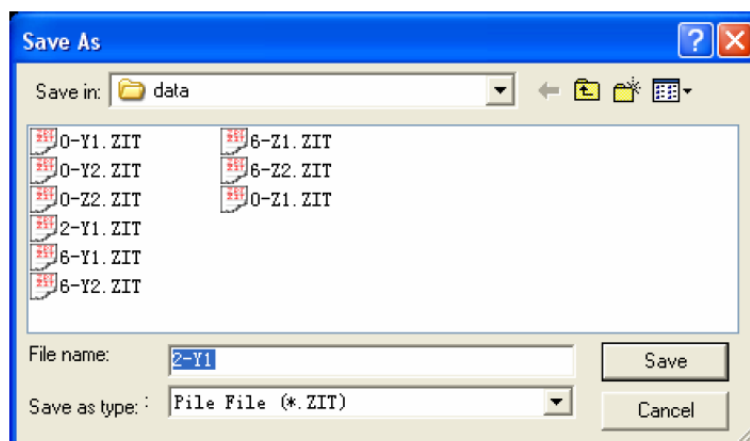 Save As
Save in: data
0-Y1.ZIT
0-Y2.ZIT
0-Z2.ZIT
2-Y1.ZIT
6-Y1.ZIT
6-Y2.ZIT
6-Z1.ZIT
6-Z2.ZIT
0-Z1.ZIT
File name: 2-Y1 Save
Save as type: : Pile File (*.ZIT) Cancel